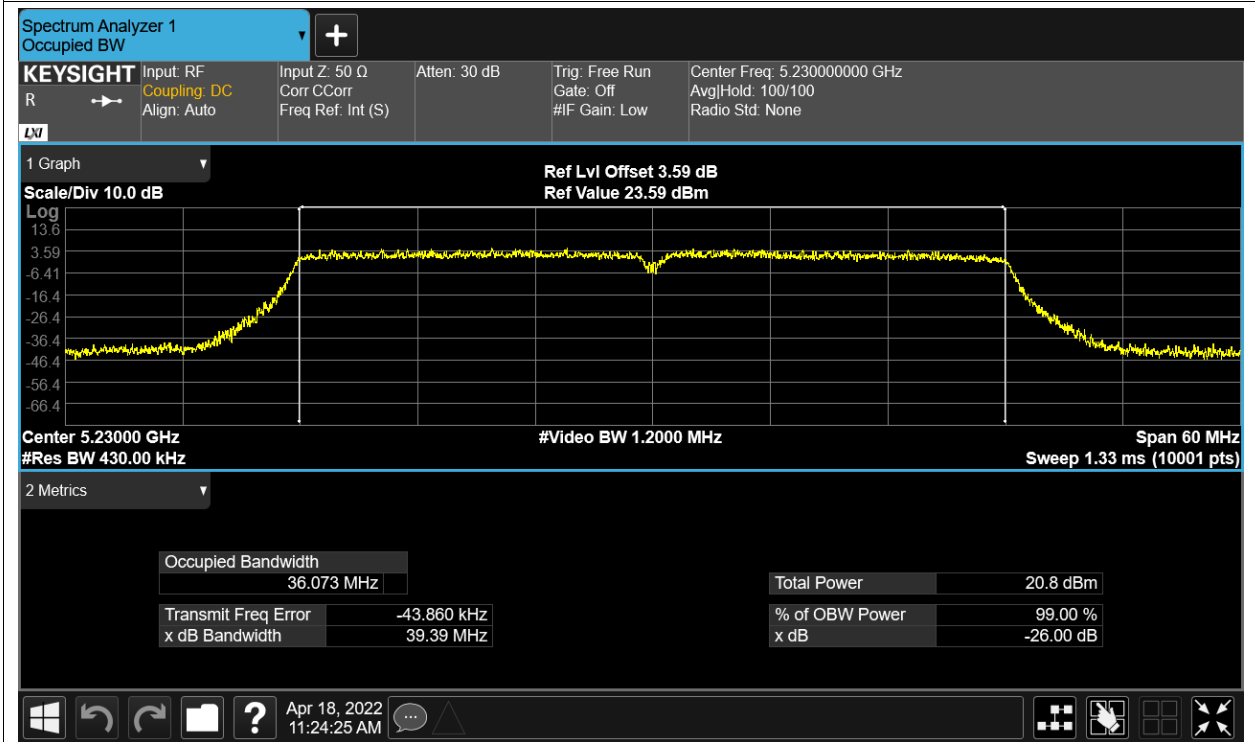 Spectrum Analyzer 1
Occupied BW
KEYSIGHT Input: RF Input Z: 50 Ω Atten: 30 dB Trig: Free Run Center Freq: 5.230000000 GHz
R Coupling: DC Corr CCorr Gate: Off Avg|Hold: 100/100
Align: Auto Freq Ref: Int (S) #IF Gain: Low Radio Std: None
LXI
1 Graph
Ref Lvl Offset 3.59 dB
Scale/Div 10.0 dB Ref Value 23.59 dBm
Log
13.6
3.59
-6.41
-16.4
-26.4
-36.4
-46.4
-56.4
-66.4
Center 5.23000 GHz #Video BW 1.2000 MHz Span 60 MHz
#Res BW 430.00 kHz Sweep 1.33 ms (10001 pts)
2 Metrics
Occupied Bandwidth
36.073 MHz Total Power 20.8 dBm
Transmit Freq Error -43.860 kHz % of OBW Power 99.00 %
x dB Bandwidth 39.39 MHz x dB -26.00 dB
? Apr 18, 2022
11:24:25 AM